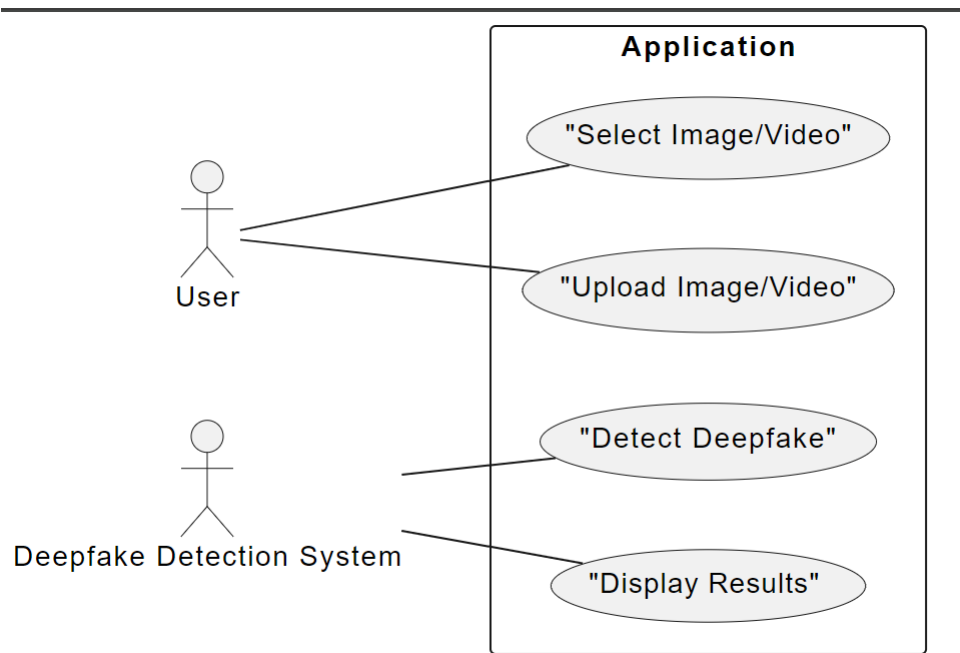 Application
"Select Image/Video"
"Upload Image/Video"
User
"Detect Deepfake"
Deepfake Detection System
"Display Results"